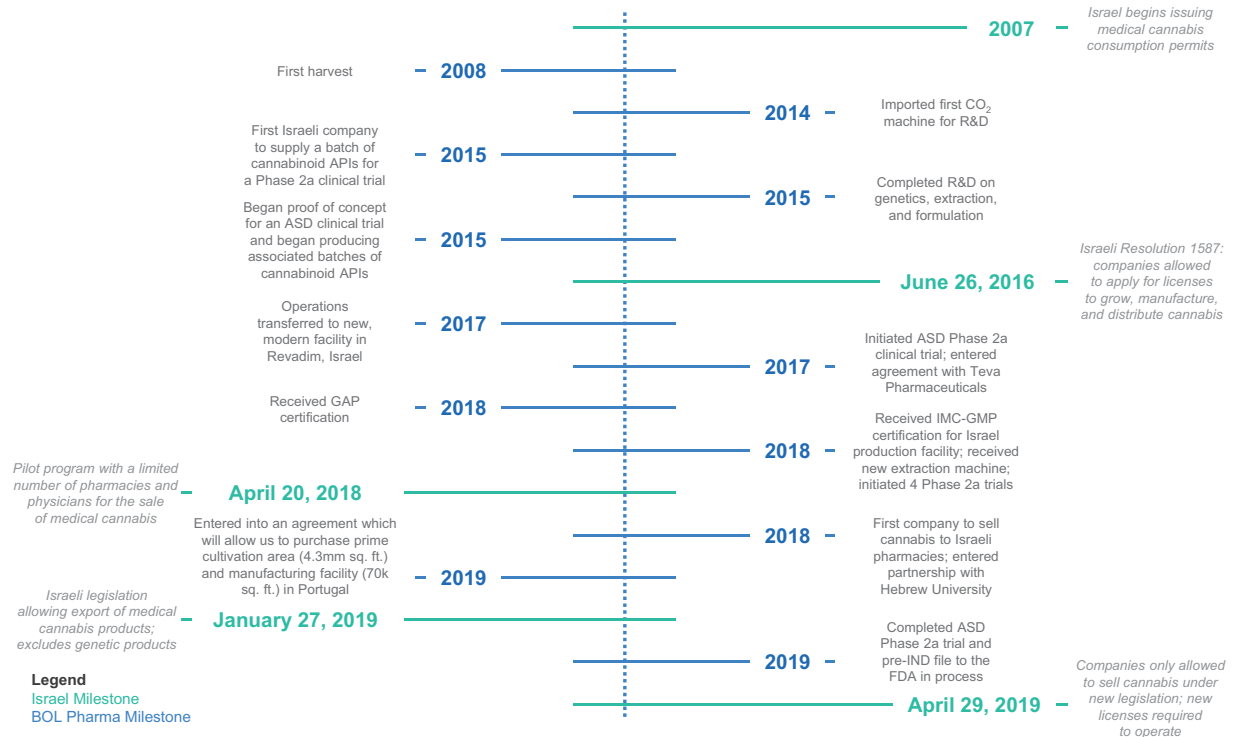 2007
Israel begins issuing
medical cannabis
consumption permits
First harvest
2008
2014
Imported first CO₂
machine for R&D
First Israeli company
to supply a batch of
cannabinoid APIs for
a Phase 2a clinical trial
2015
2015
Completed R&D on
genetics, extraction,
and formulation
Began proof of concept
for an ASD clinical trial
and began producing
associated batches of
cannabinoid APIs
2015
June 26, 2016
Israeli Resolution 1587:
companies allowed
to apply for licenses
to grow, manufacture,
and distribute cannabis
Operations
transferred to new,
modern facility in
Revadim, Israel
2017
2017
Initiated ASD Phase 2a
clinical trial; entered
agreement with Teva
Pharmaceuticals
Received GAP
certification
2018
2018
Received IMC-GMP
certification for Israel
production facility; received
new extraction machine;
initiated 4 Phase 2a trials
Pilot program with a limited
number of pharmacies and
physicians for the sale
of medical cannabis
April 20, 2018
2018
First company to sell
cannabis to Israeli
pharmacies; entered
partnership with
Hebrew University
Entered into an agreement which
will allow us to purchase prime
cultivation area (4.3mm sq. ft.)
and manufacturing facility (70k
sq. ft.) in Portugal
2019
Israeli legislation
allowing export of medical
cannabis products;
excludes genetic products
January 27, 2019
2019
Completed ASD
Phase 2a trial and
pre-IND file to the
FDA in process
April 29, 2019
Companies only allowed
to sell cannabis under
new legislation; new
licenses required
to operate
Legend
Israel Milestone
BOL Pharma Milestone